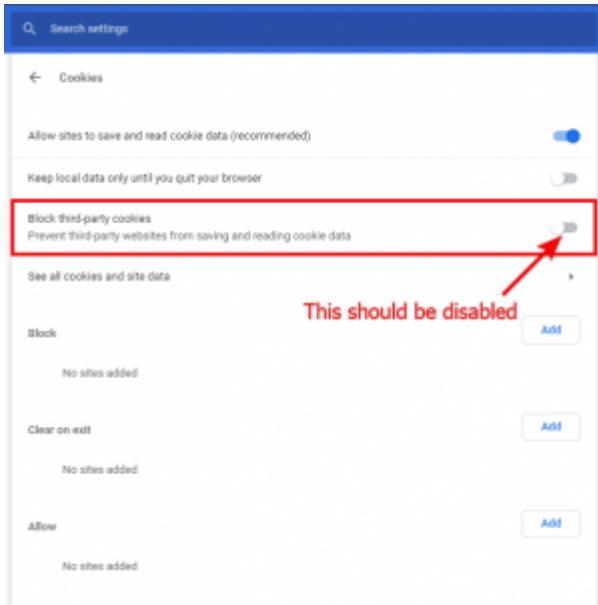 Search settings
Cookies
Allow sites to save and read cookie data (recommended)
Keep local data only until you quit your browser
Block third-party cookies
Prevent third-party websites from saving and reading cookie data
See all cookies and site data
This should be disabled
Block
Add
No sites added
Clear on exit
Add
No sites added
Allow
Add
No sites added